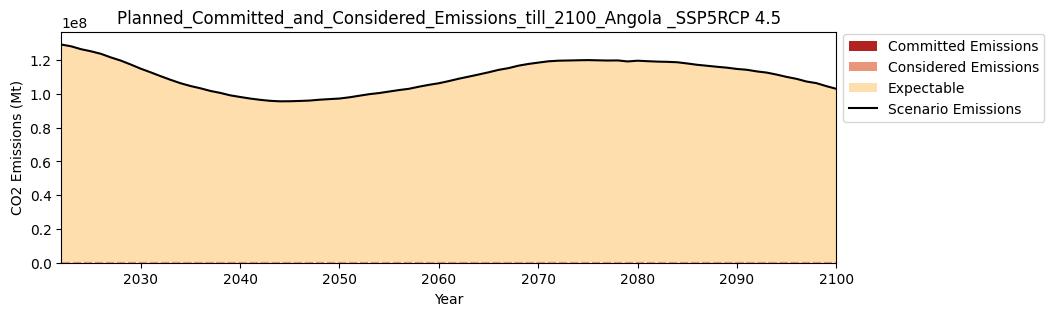 Planned_Committed_and_Considered_Emissions_till_2100_Angola _SSP5RCP 4.5
1e8
1.2
1.0
0.8
0.6
0.4
0.2
0.0
CO2 Emissions (Mt)
2030 2040 2050 2060 2070 2080 2090 2100
Year
Committed Emissions
Considered Emissions
Expectable
Scenario Emissions